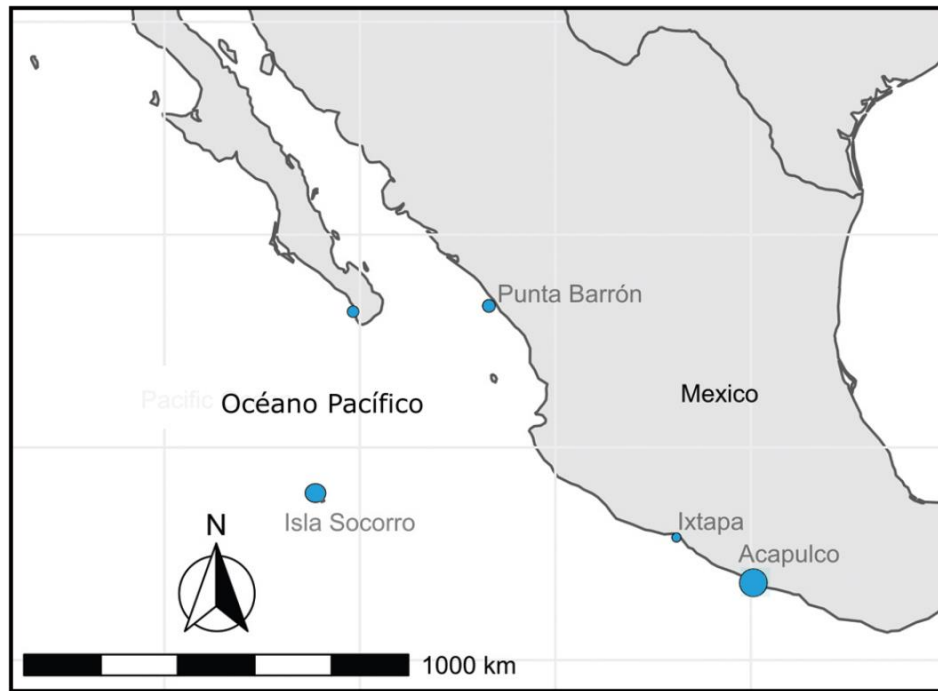 Punta Barrón
Mexico
Pacific
Océano Pacífico
Isla Socorro
Ixtapa
Acapulco
N
1000 km